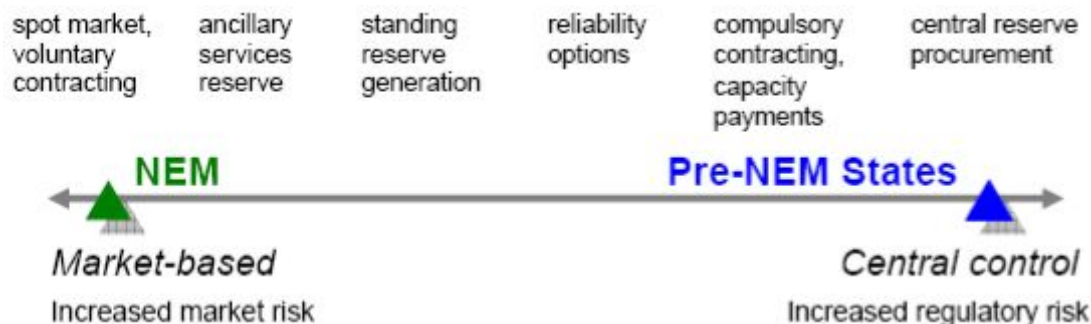 spot market,
voluntary
contracting
ancillary
services
reserve
standing
reserve
generation
reliability
options
compulsory
contracting,
capacity
payments
central reserve
procurement
NEM
Pre-NEM States
Market-based
Increased market risk
Central control
Increased regulatory risk